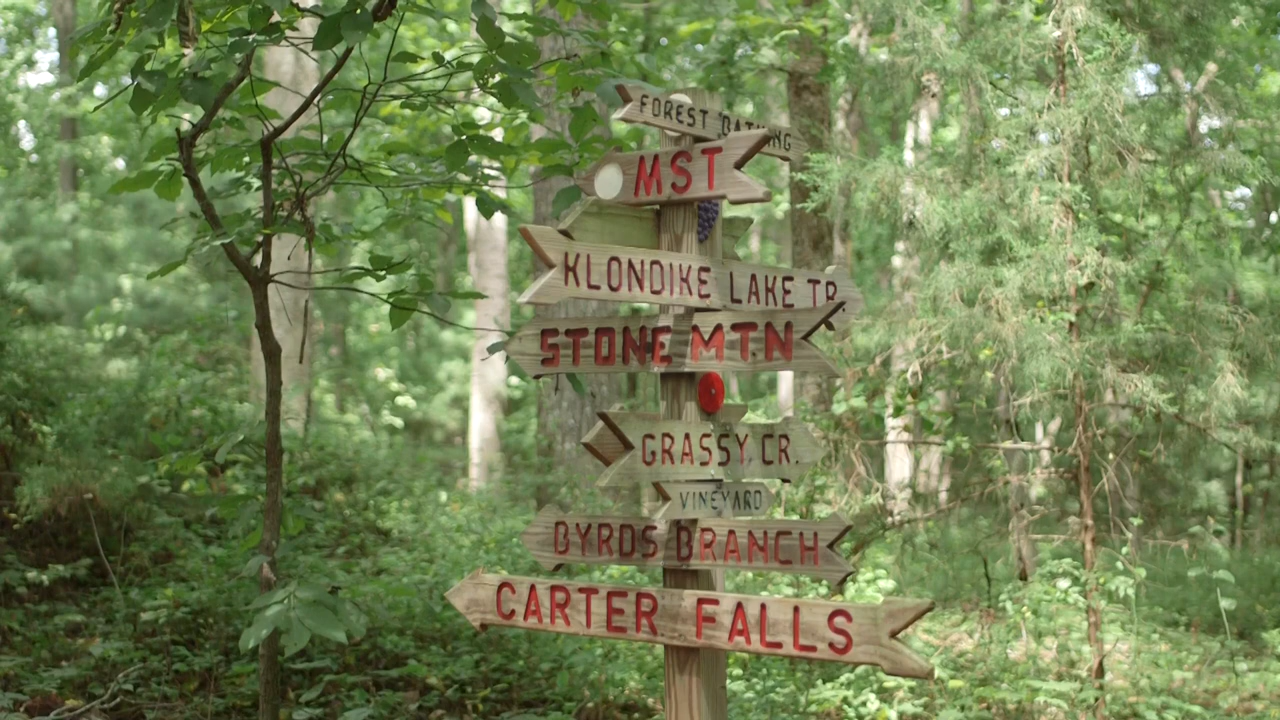 FOREST BATHING
MST
KLONDIKE LAKE TR.
STONE MTN
GRASSY CR.
VINEYARD
BYRDS BRANCH
CARTER FALLS